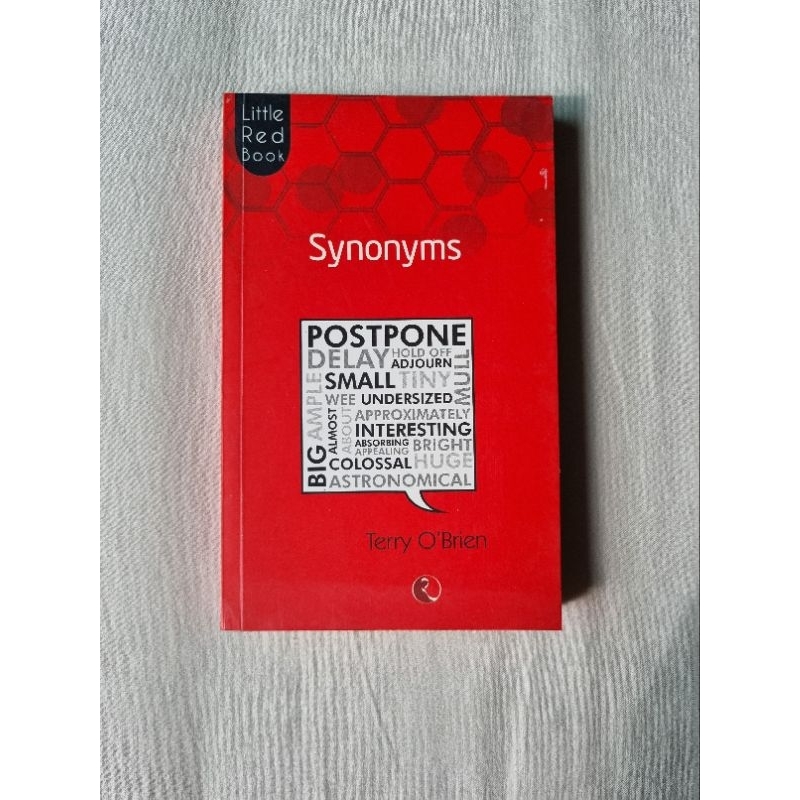 Little
Red
Book
Synonyms
POSTPONE
DELAY HOLD OFF
ADJOURN
MULL
AMPLE
SMALL TINY
WEE UNDERSIZED
ALMOST
ABOUT
APPROXIMATELY
INTERESTING
ABSORBING
APPEALING
BRIGHT
BIG
COLOSSAL HUGE
ASTRONOMICAL
Terry O'Brien